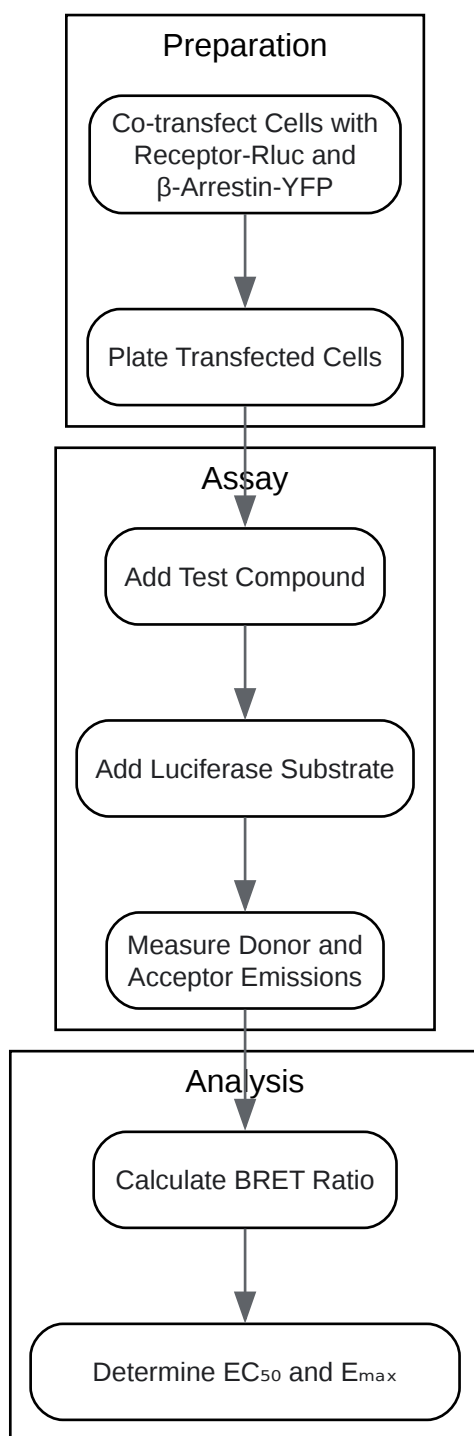 Preparation
Co-transfect Cells with
Receptor-Rluc and
β-Arrestin-YFP
Plate Transfected Cells
Assay
Add Test Compound
Add Luciferase Substrate
Measure Donor and
Acceptor Emissions
Analysis
Calculate BRET Ratio
Determine EC₅₀ and Eₘₐₓ